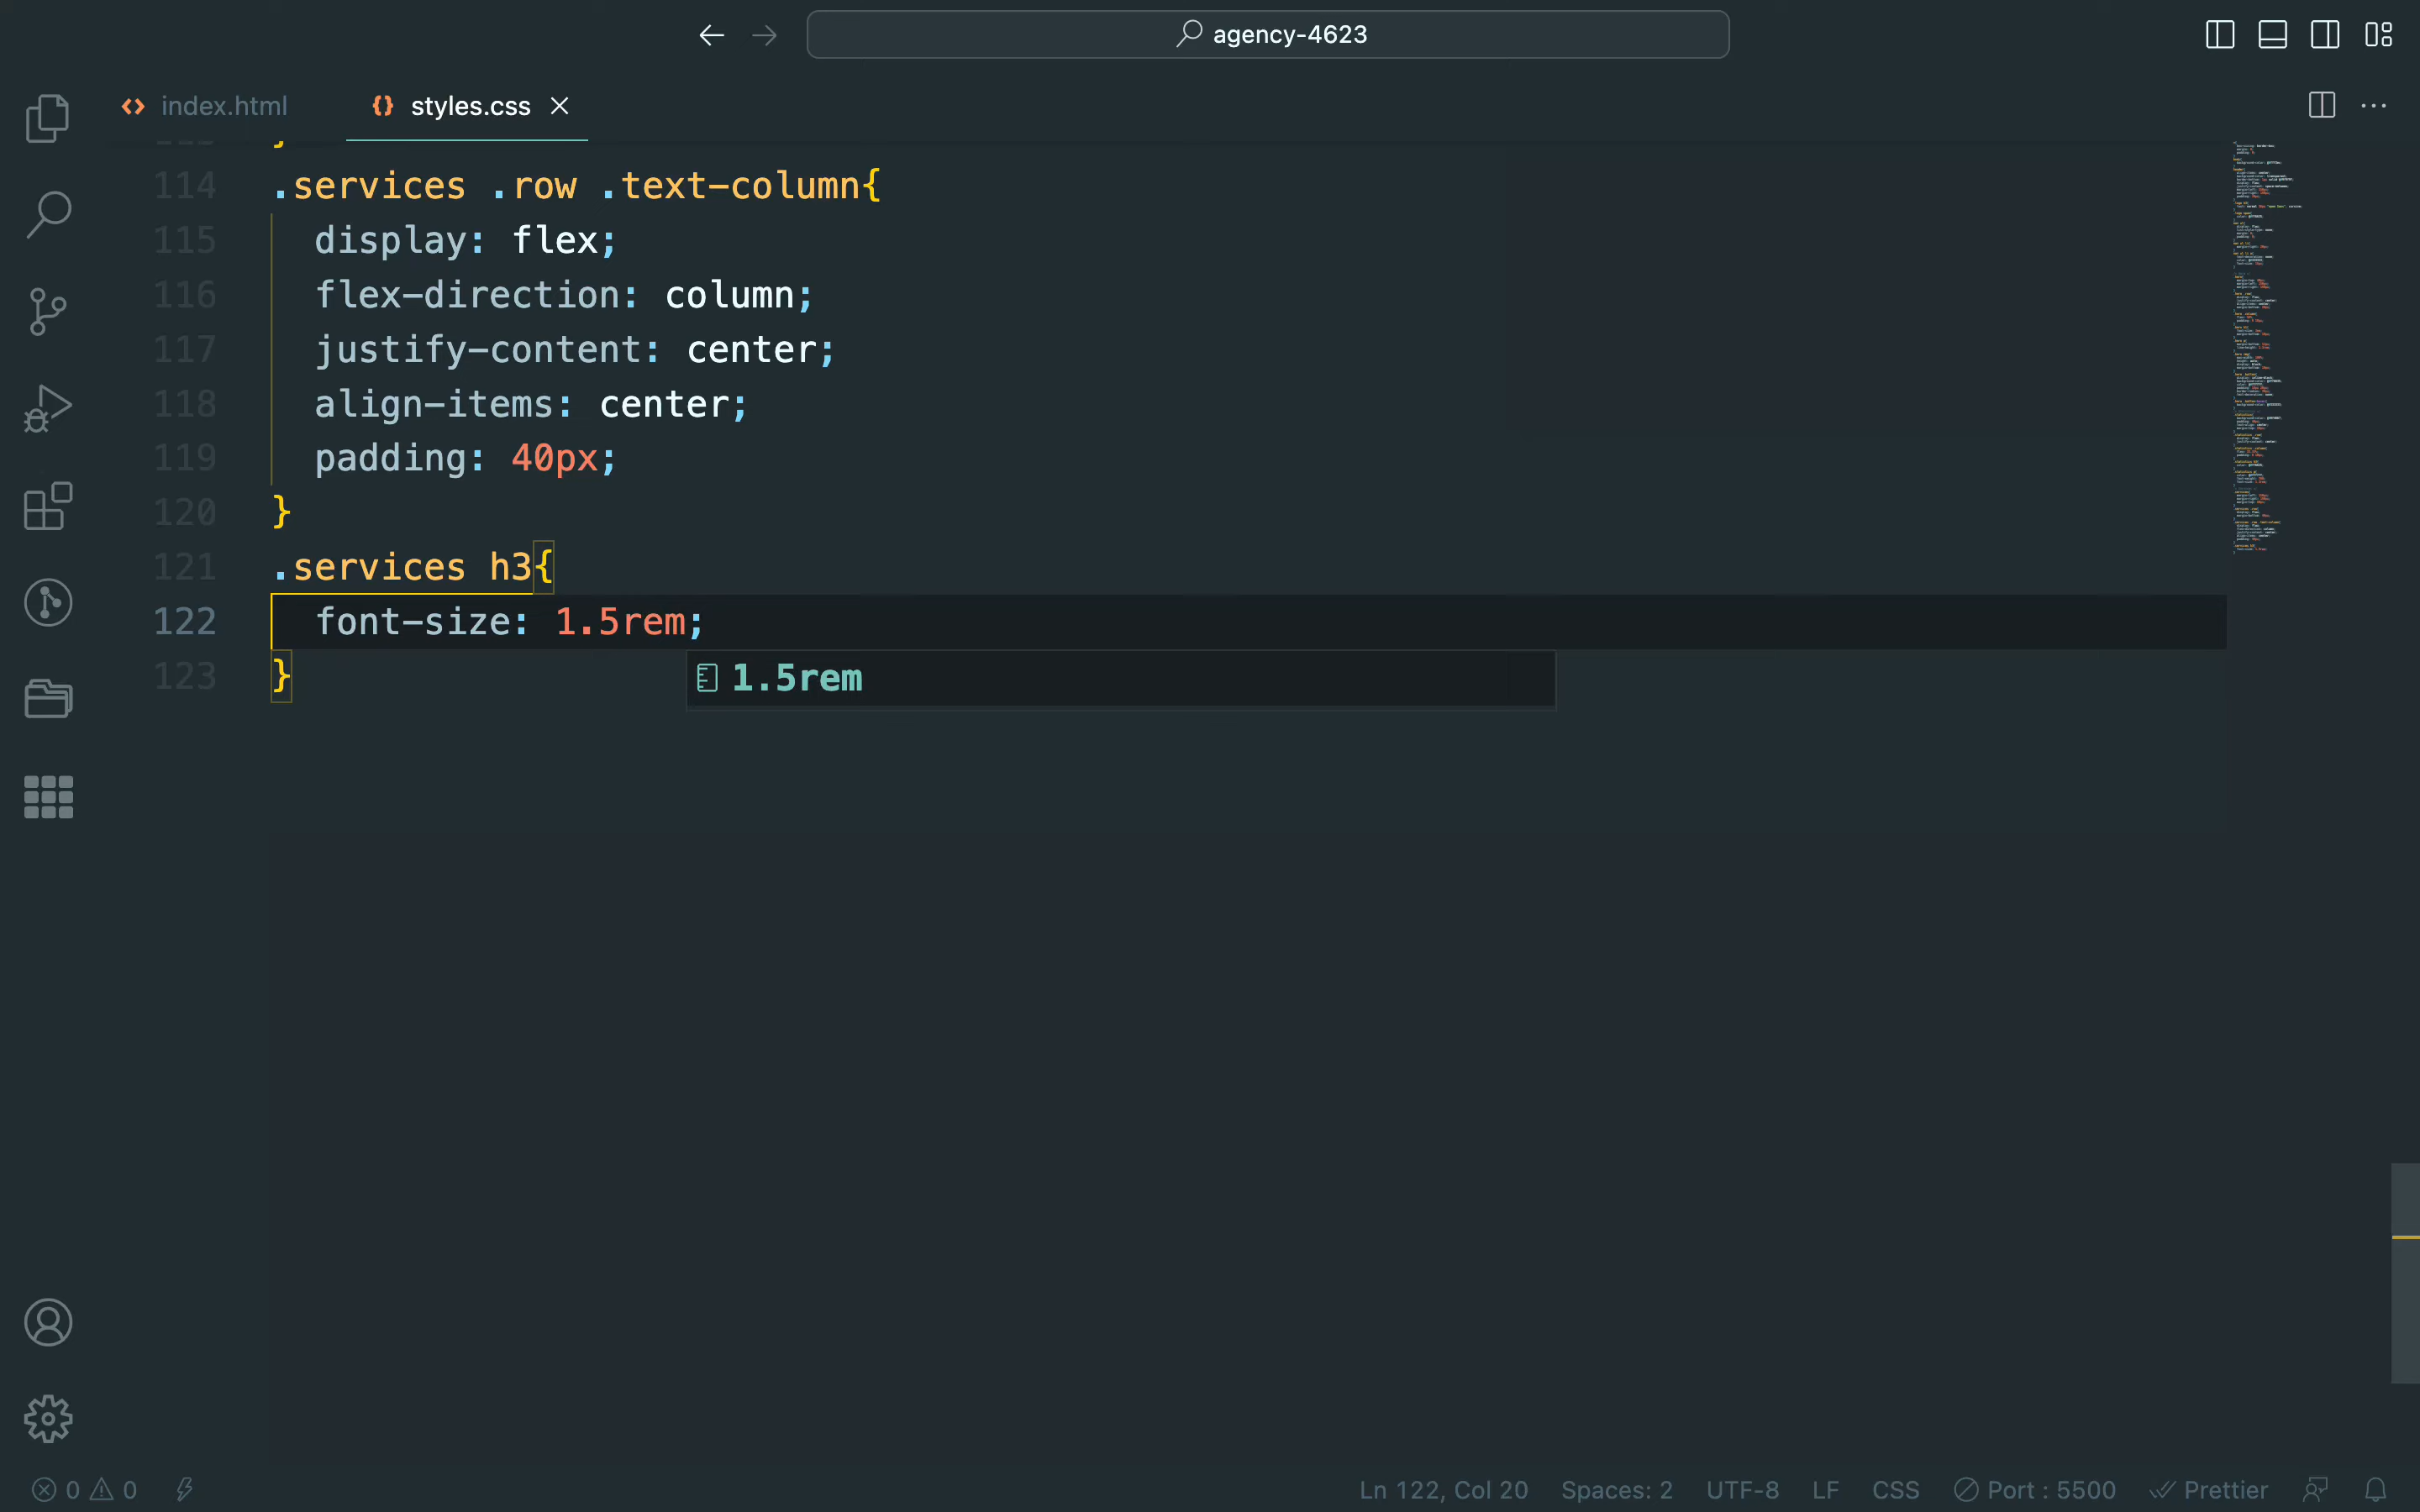 agency-4623
index.html
styles.css
114 .services .row .text-column{
115 display: flex;
116 flex-direction: column;
117 justify-content: center;
118 align-items: center;
119 padding: 40px;
120 }
121 .services h3{
122 font-size: 1.5rem;
1.5rem
123 }
0 0 Ln 122, Col 20 Spaces: 2 UTF-8 LF CSS Port : 5500 Prettier